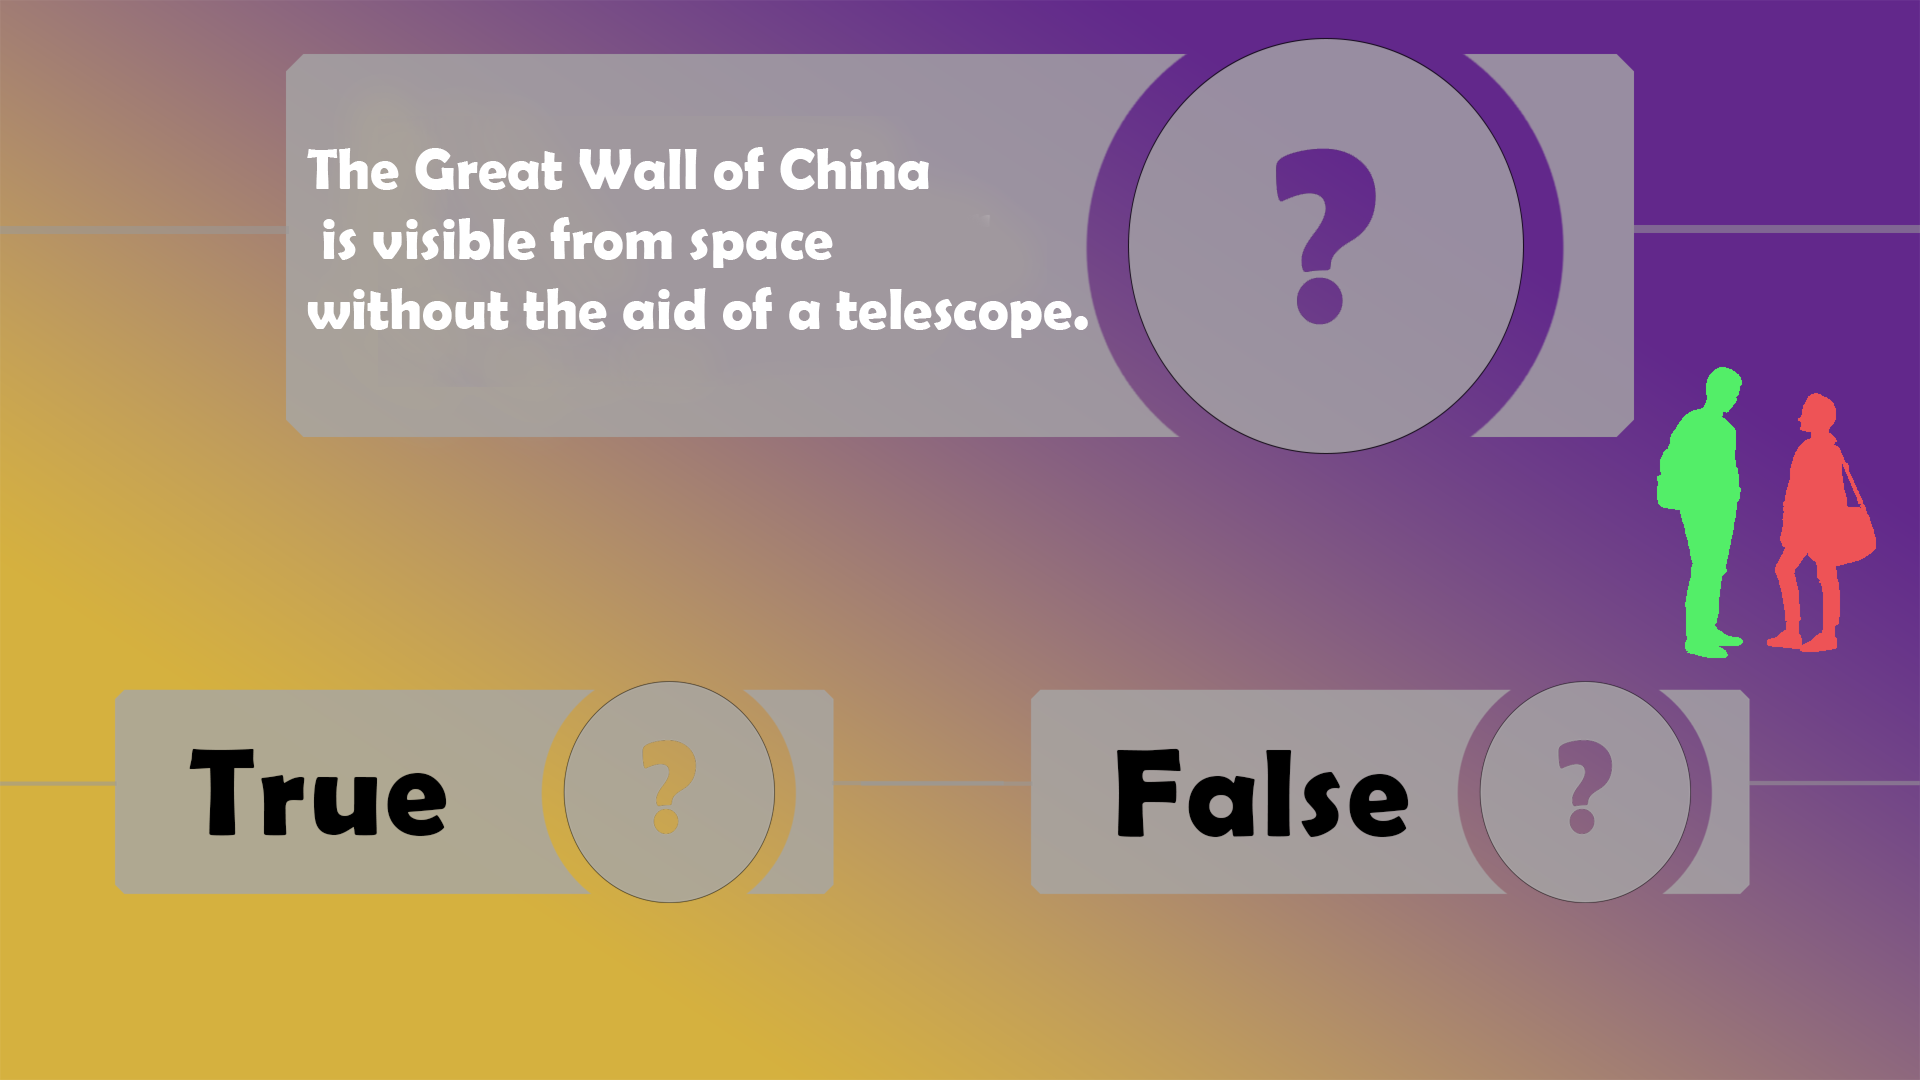 The Great Wall of China
is visible from space
without the aid of a telescope.
?
True
?
False
?